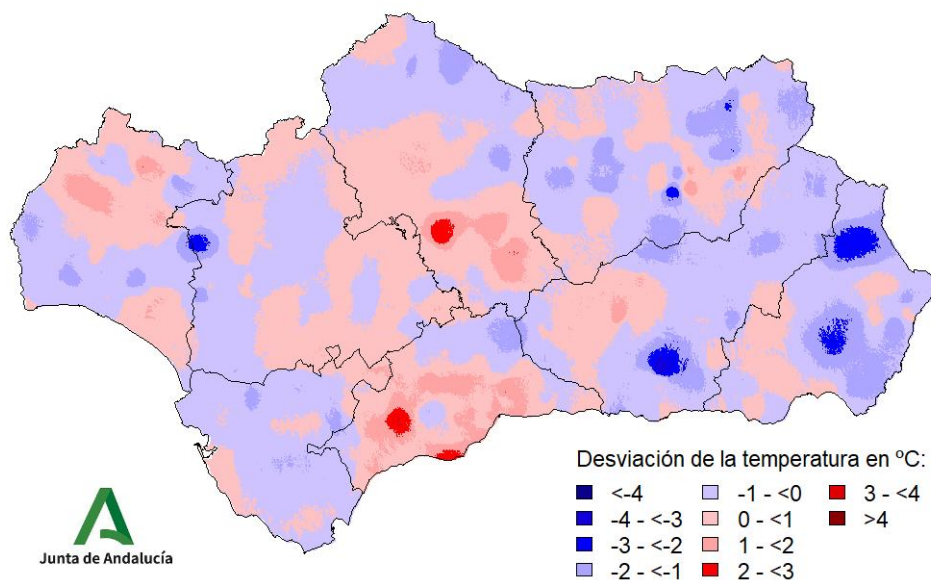 Desviación de la temperatura en ºC:
<-4 -1 - <0 3 - <4
-4 - <-3 0 - <1 >4
-3 - <-2 1 - <2
-2 - <-1 2 - <3
Junta de Andalucía